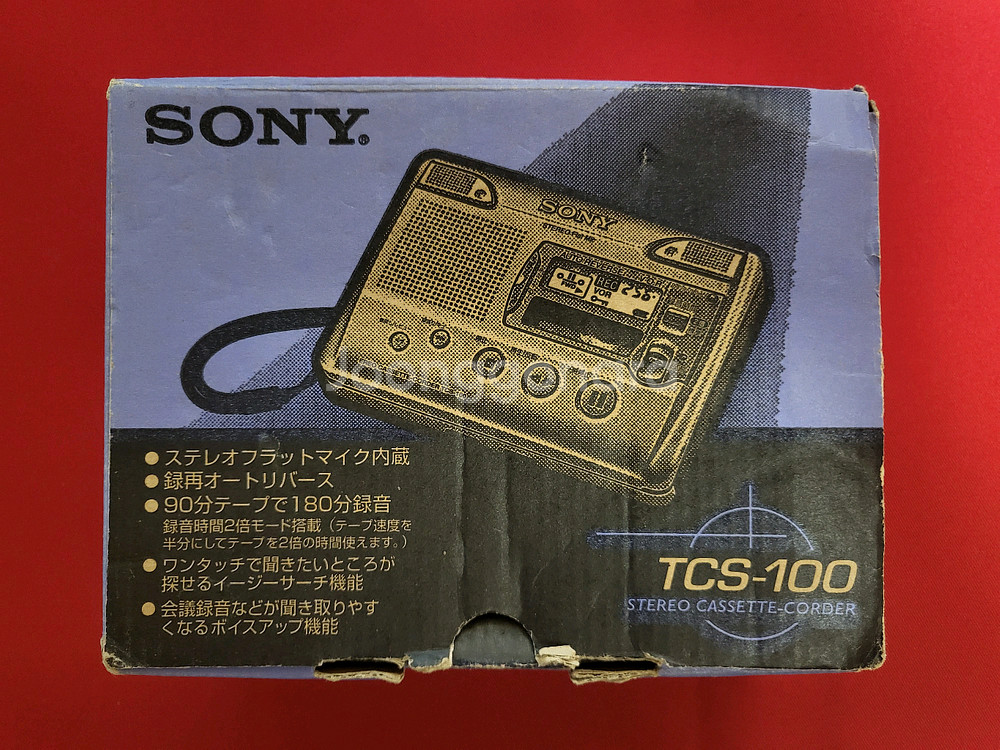 SONY®
SONY
REC
VOR
256
Joonggonara
●ステレオフラットマイク内蔵
●録再オートリバース
●90分テープで180分録音
録音時間2倍モード搭載（テープ速度を
半分にしてテープを2倍の時間使えます。）
●ワンタッチで聞きたいところが
探せるイージーサーチ機能
●会議録音などが聞き取りやす
くなるボイスアップ機能
TCS-100
STEREO CASSETTE-CORDER